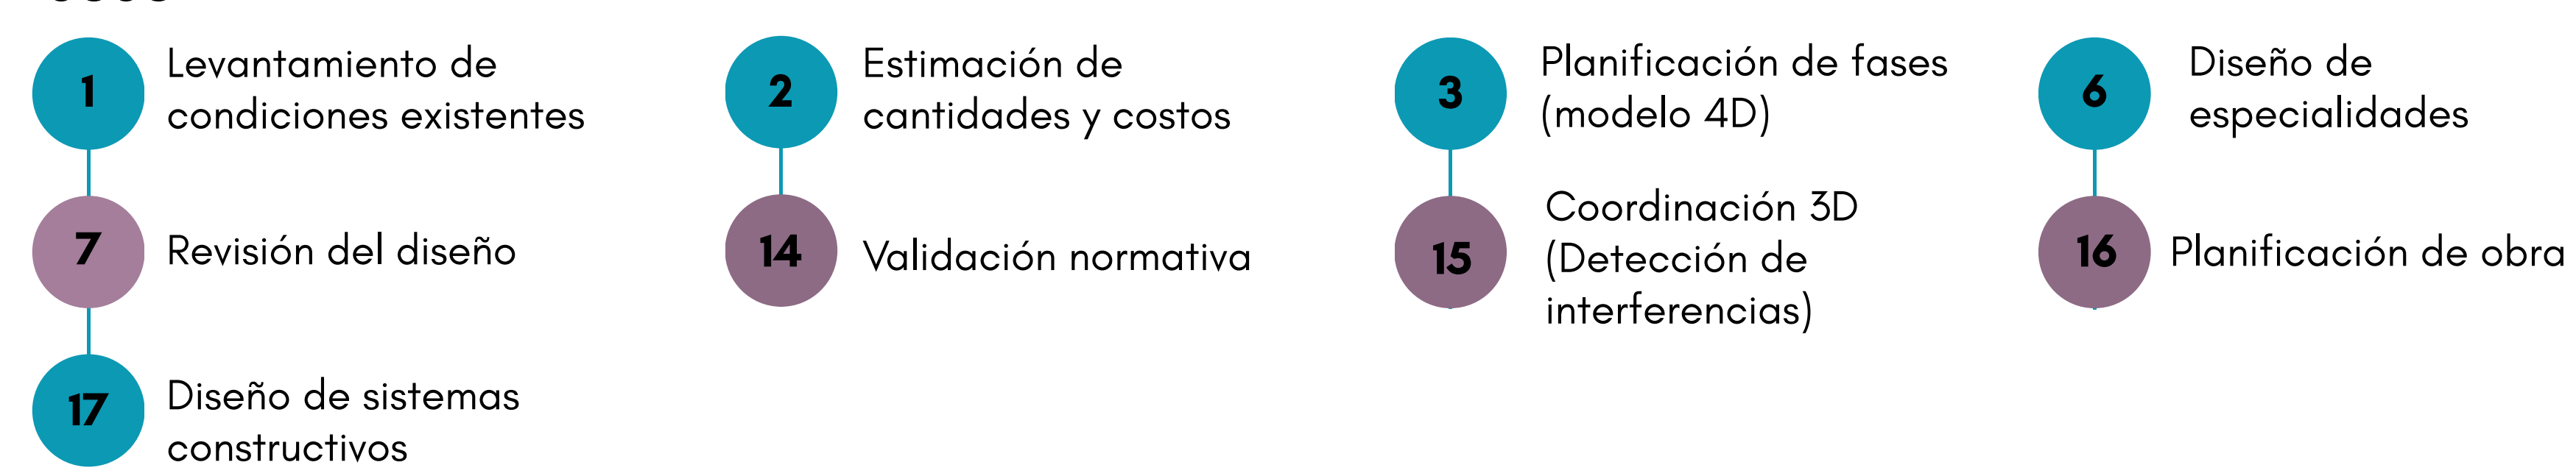 1
Levantamiento de
condiciones existentes
2
Estimación de
cantidades y costos
3
Planificación de fases
(modelo 4D)
6
Diseño de
especialidades
7
Revisión del diseño
14
Validación normativa
15
Coordinación 3D
(Detección de
interferencias)
16
Planificación de obra
17
Diseño de sistemas
constructivos